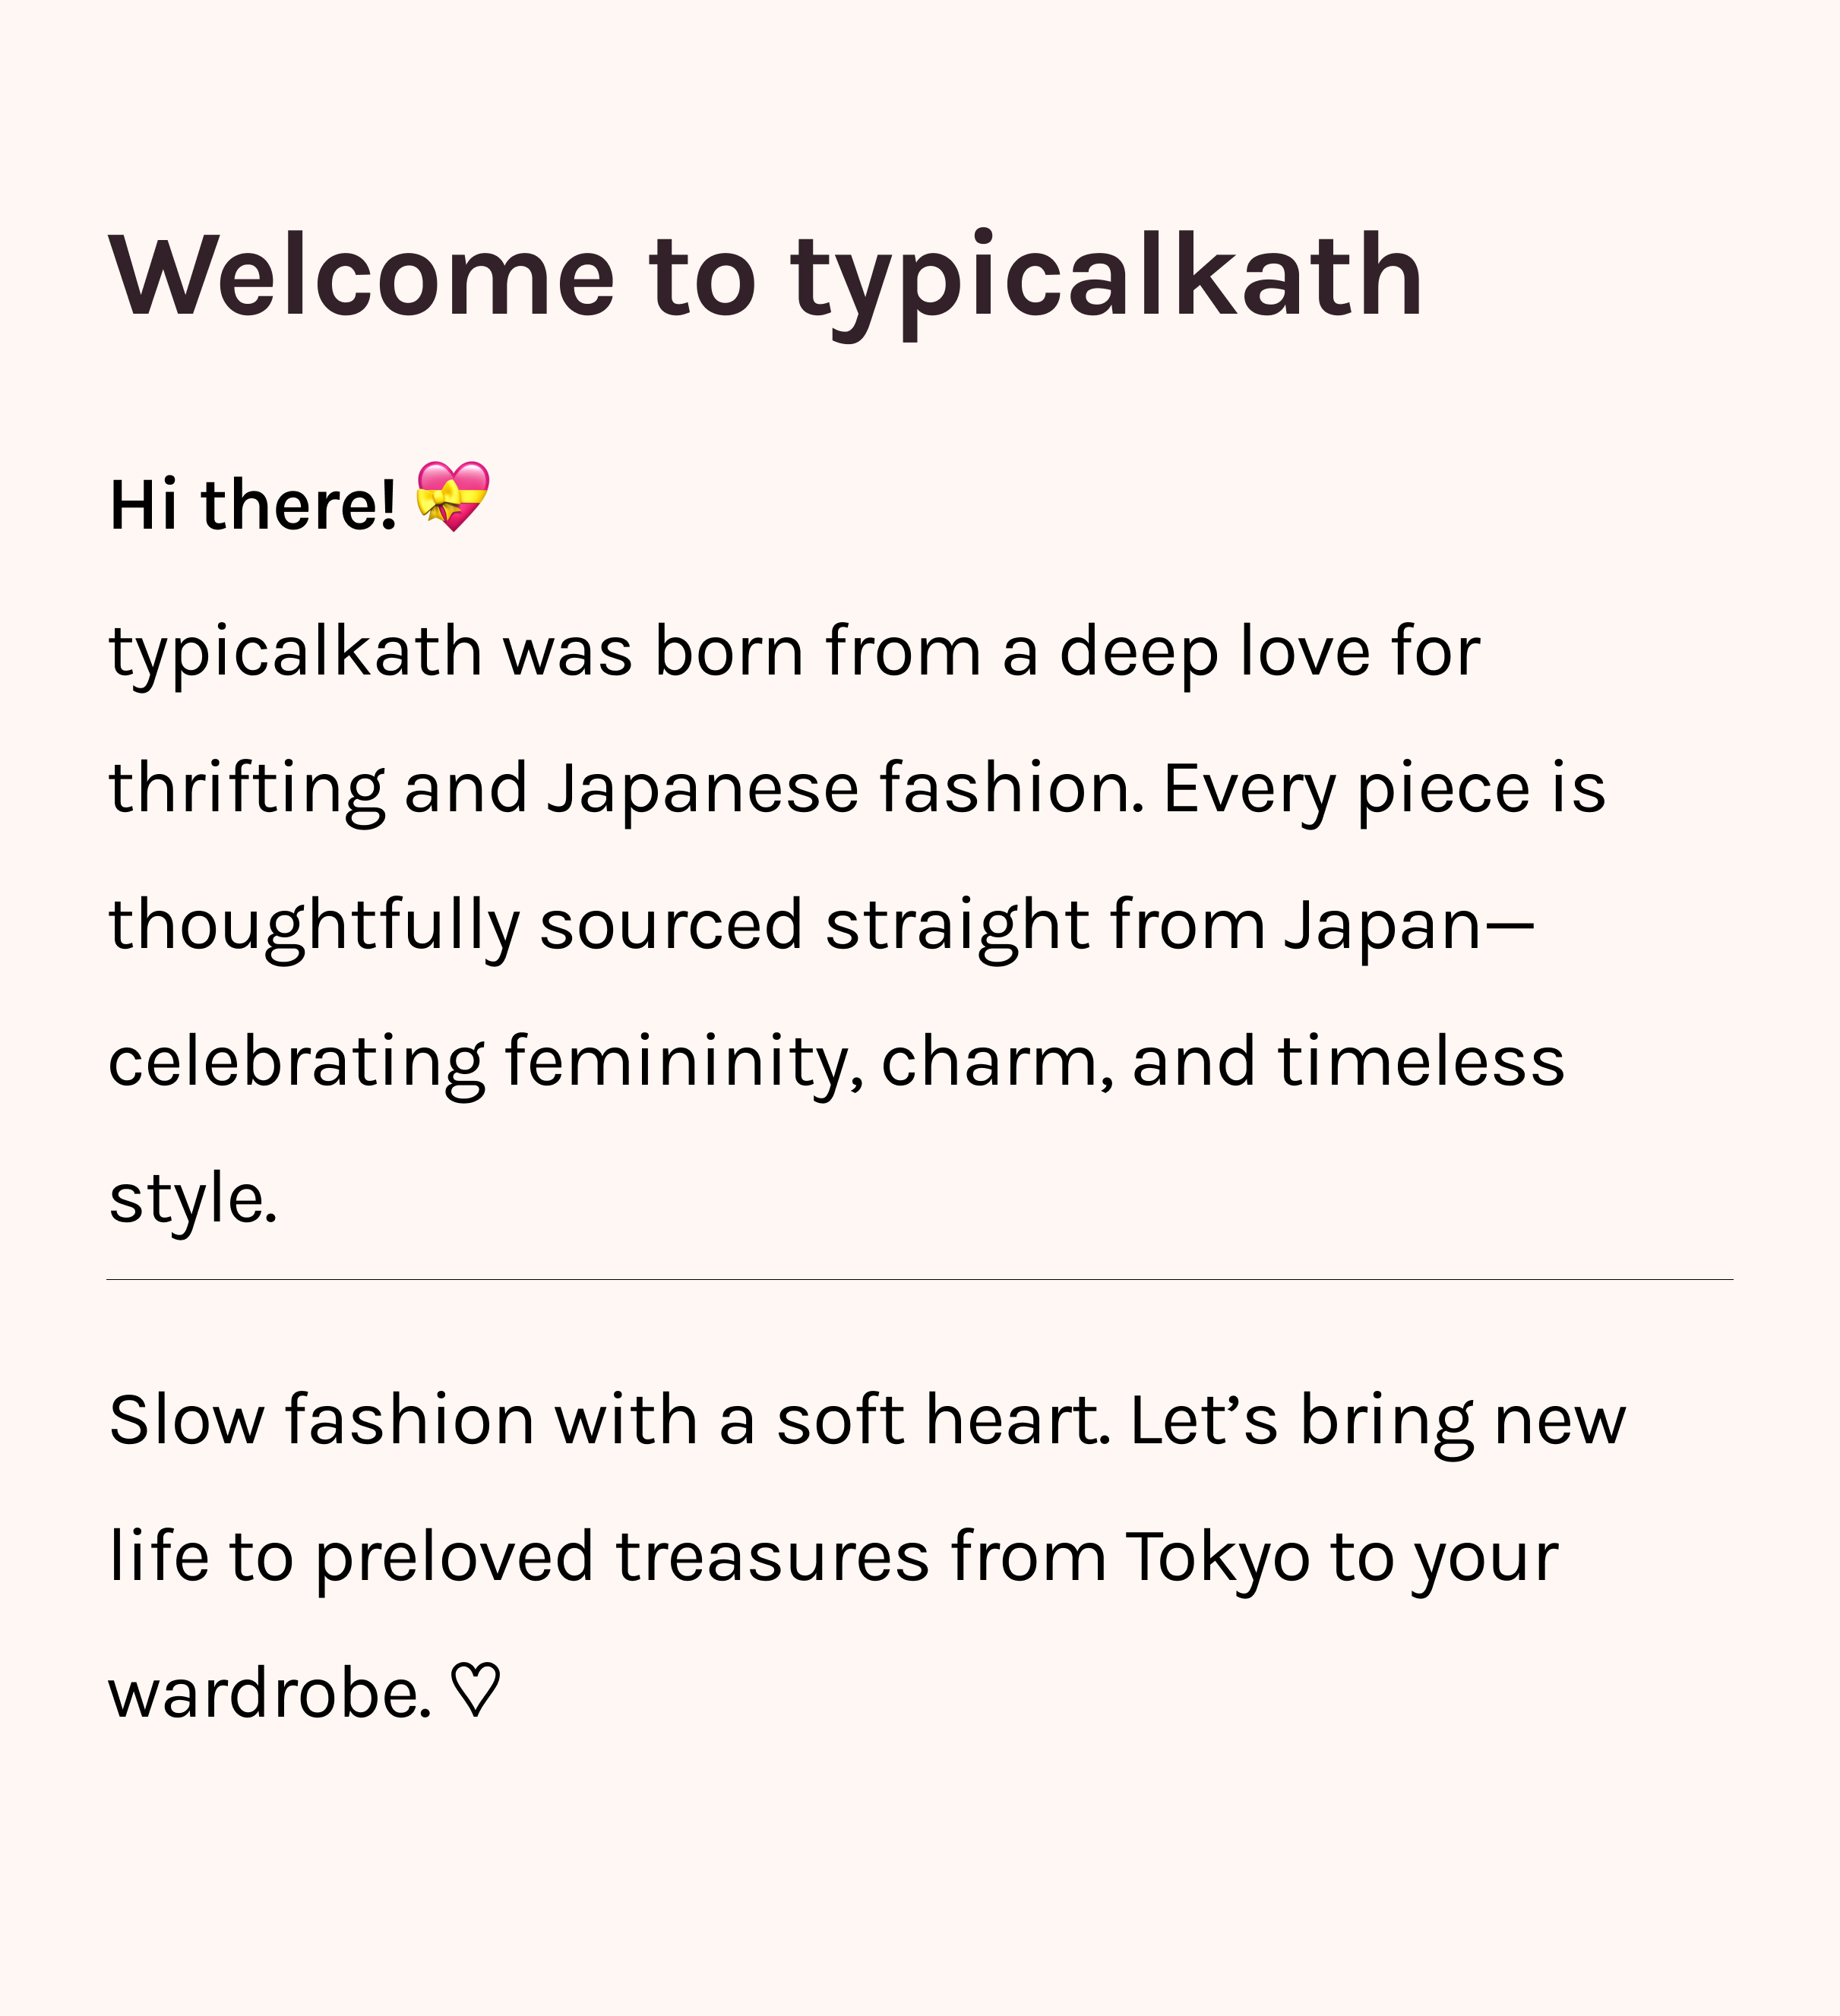 Welcome to typicalkath
Hi there! 💝
typicalkath was born from a deep love for
thrifting and Japanese fashion. Every piece is
thoughtfully sourced straight from Japan—
celebrating femininity, charm, and timeless
style.
Slow fashion with a soft heart. Let’s bring new
life to preloved treasures from Tokyo to your
wardrobe. ♡